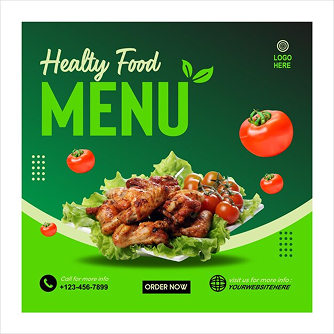 Healty Food
MENU
LOGO
HERE
Call for more info
+123-456-7899
ORDER NOW
visit us for more info :
YOURWEBSITEHERE